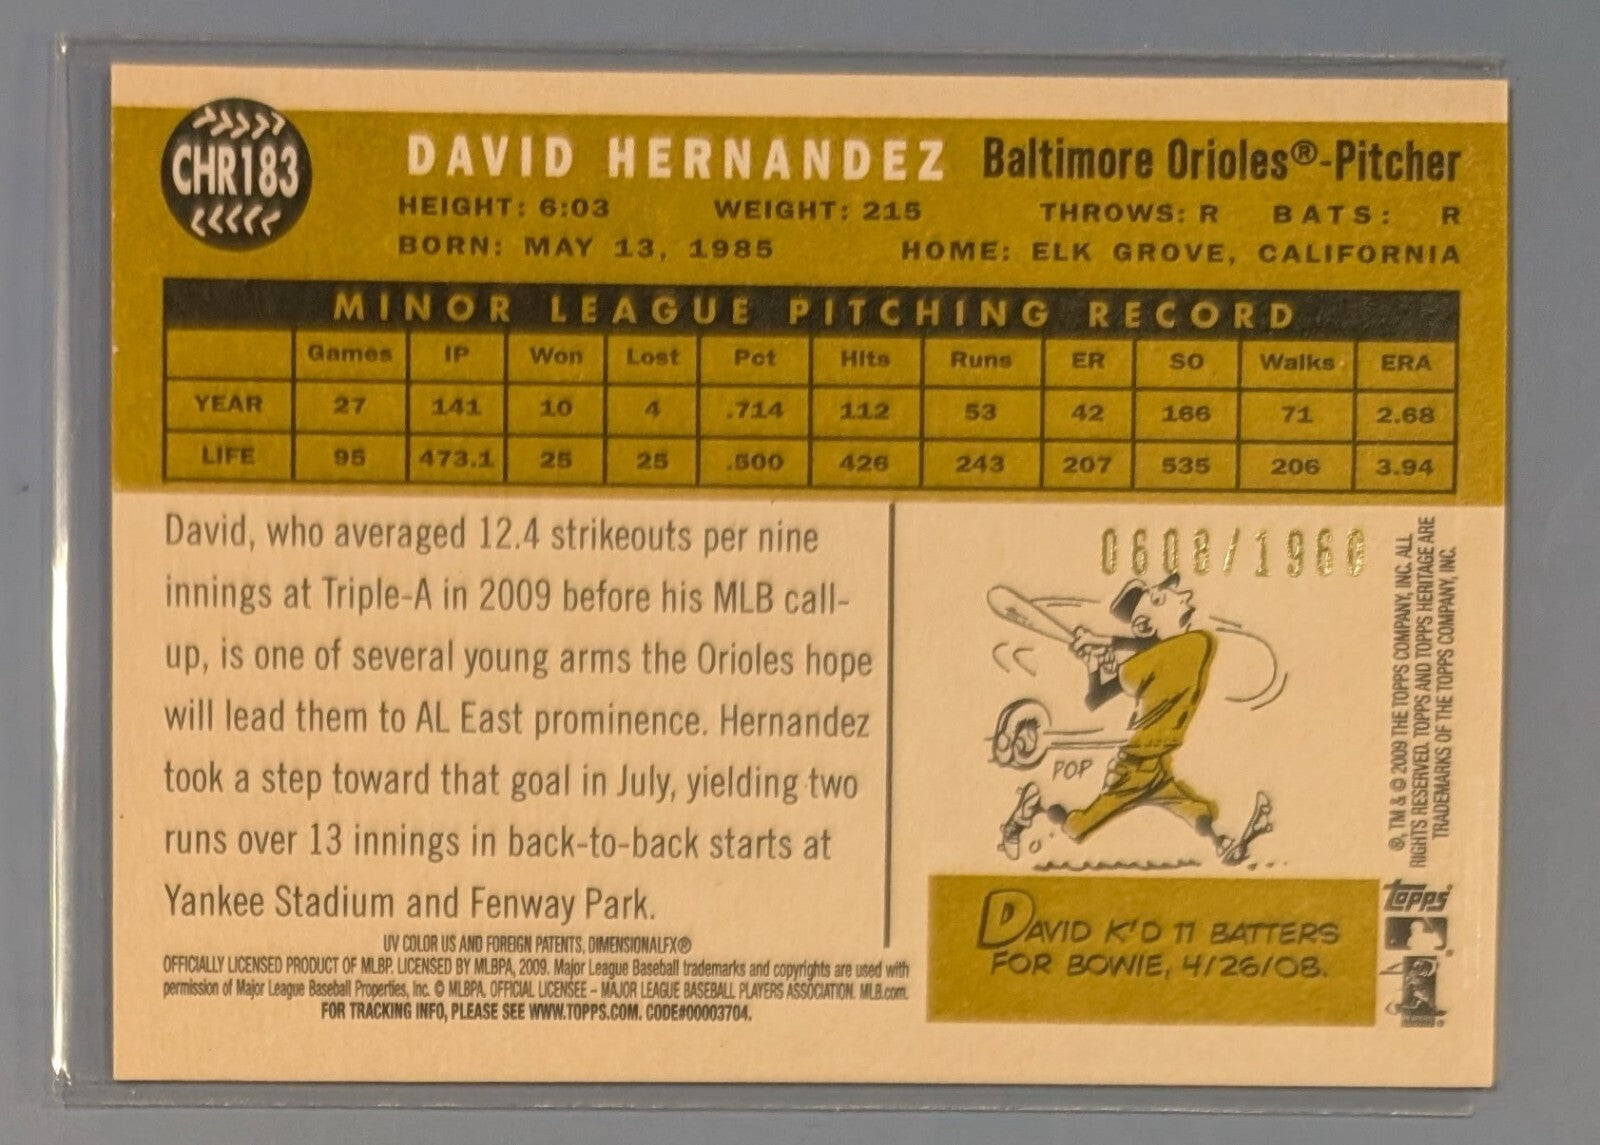 CHR183
DAVID HERNANDEZ Baltimore Orioles®-Pitcher
HEIGHT: 6:03 WEIGHT: 215 THROWS: R BATS: R
BORN: MAY 13, 1985 HOME: ELK GROVE, CALIFORNIA
MINOR LEAGUE PITCHING RECORD
Games IP Won Lost Pct Hits Runs ER SO Walks ERA
YEAR 27 141 10 4 .714 112 53 42 166 71 2.68
LIFE 95 473.1 25 25 .500 426 243 207 535 206 3.94
David, who averaged 12.4 strikeouts per nine
innings at Triple-A in 2009 before his MLB call-
up, is one of several young arms the Orioles hope
will lead them to AL East prominence. Hernandez
took a step toward that goal in July, yielding two
runs over 13 innings in back-to-back starts at
Yankee Stadium and Fenway Park.
UV COLOR US AND FOREIGN PATENTS, DIMENSIONALFX®
OFFICIALLY LICENSED PRODUCT OF MLBP. LICENSED BY MLBPA, 2009. Major League Baseball trademarks and copyrights are used with
permission of Major League Baseball Properties, Inc. © MLBPA, OFFICIAL LICENSEE – MAJOR LEAGUE BASEBALL PLAYERS ASSOCIATION. MLB.com.
FOR TRACKING INFO, PLEASE SEE WWW.TOPPS.COM. CODE#00003704.
0608/1960
POP
DAVID K'D 11 BATTERS
FOR BOWIE, 4/26/08.
®, TM & © 2009 THE TOPPS COMPANY, INC. ALL
RIGHTS RESERVED. TOPPS AND TOPPS HERITAGE ARE
TRADEMARKS OF THE TOPPS COMPANY, INC.
Topps